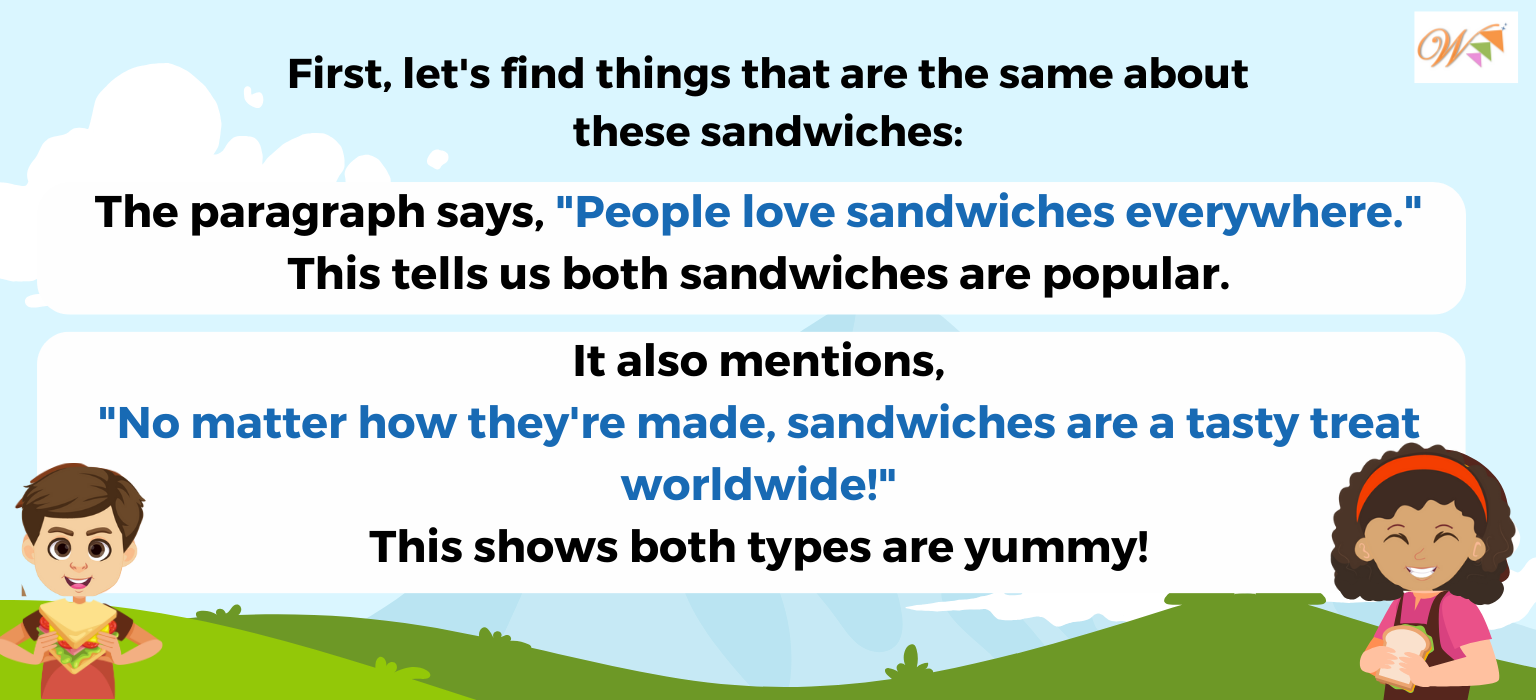 W
First, let's find things that are the same about
these sandwiches:
The paragraph says, "People love sandwiches everywhere."
This tells us both sandwiches are popular.
It also mentions,
"No matter how they're made, sandwiches are a tasty treat
worldwide!"
This shows both types are yummy!